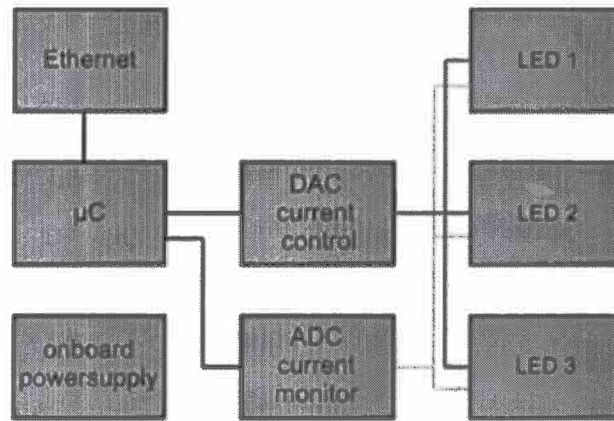 Ethernet
LED 1
µC
DAC
current
control
LED 2
onboard
powersupply
ADC
current
monitor
LED 3